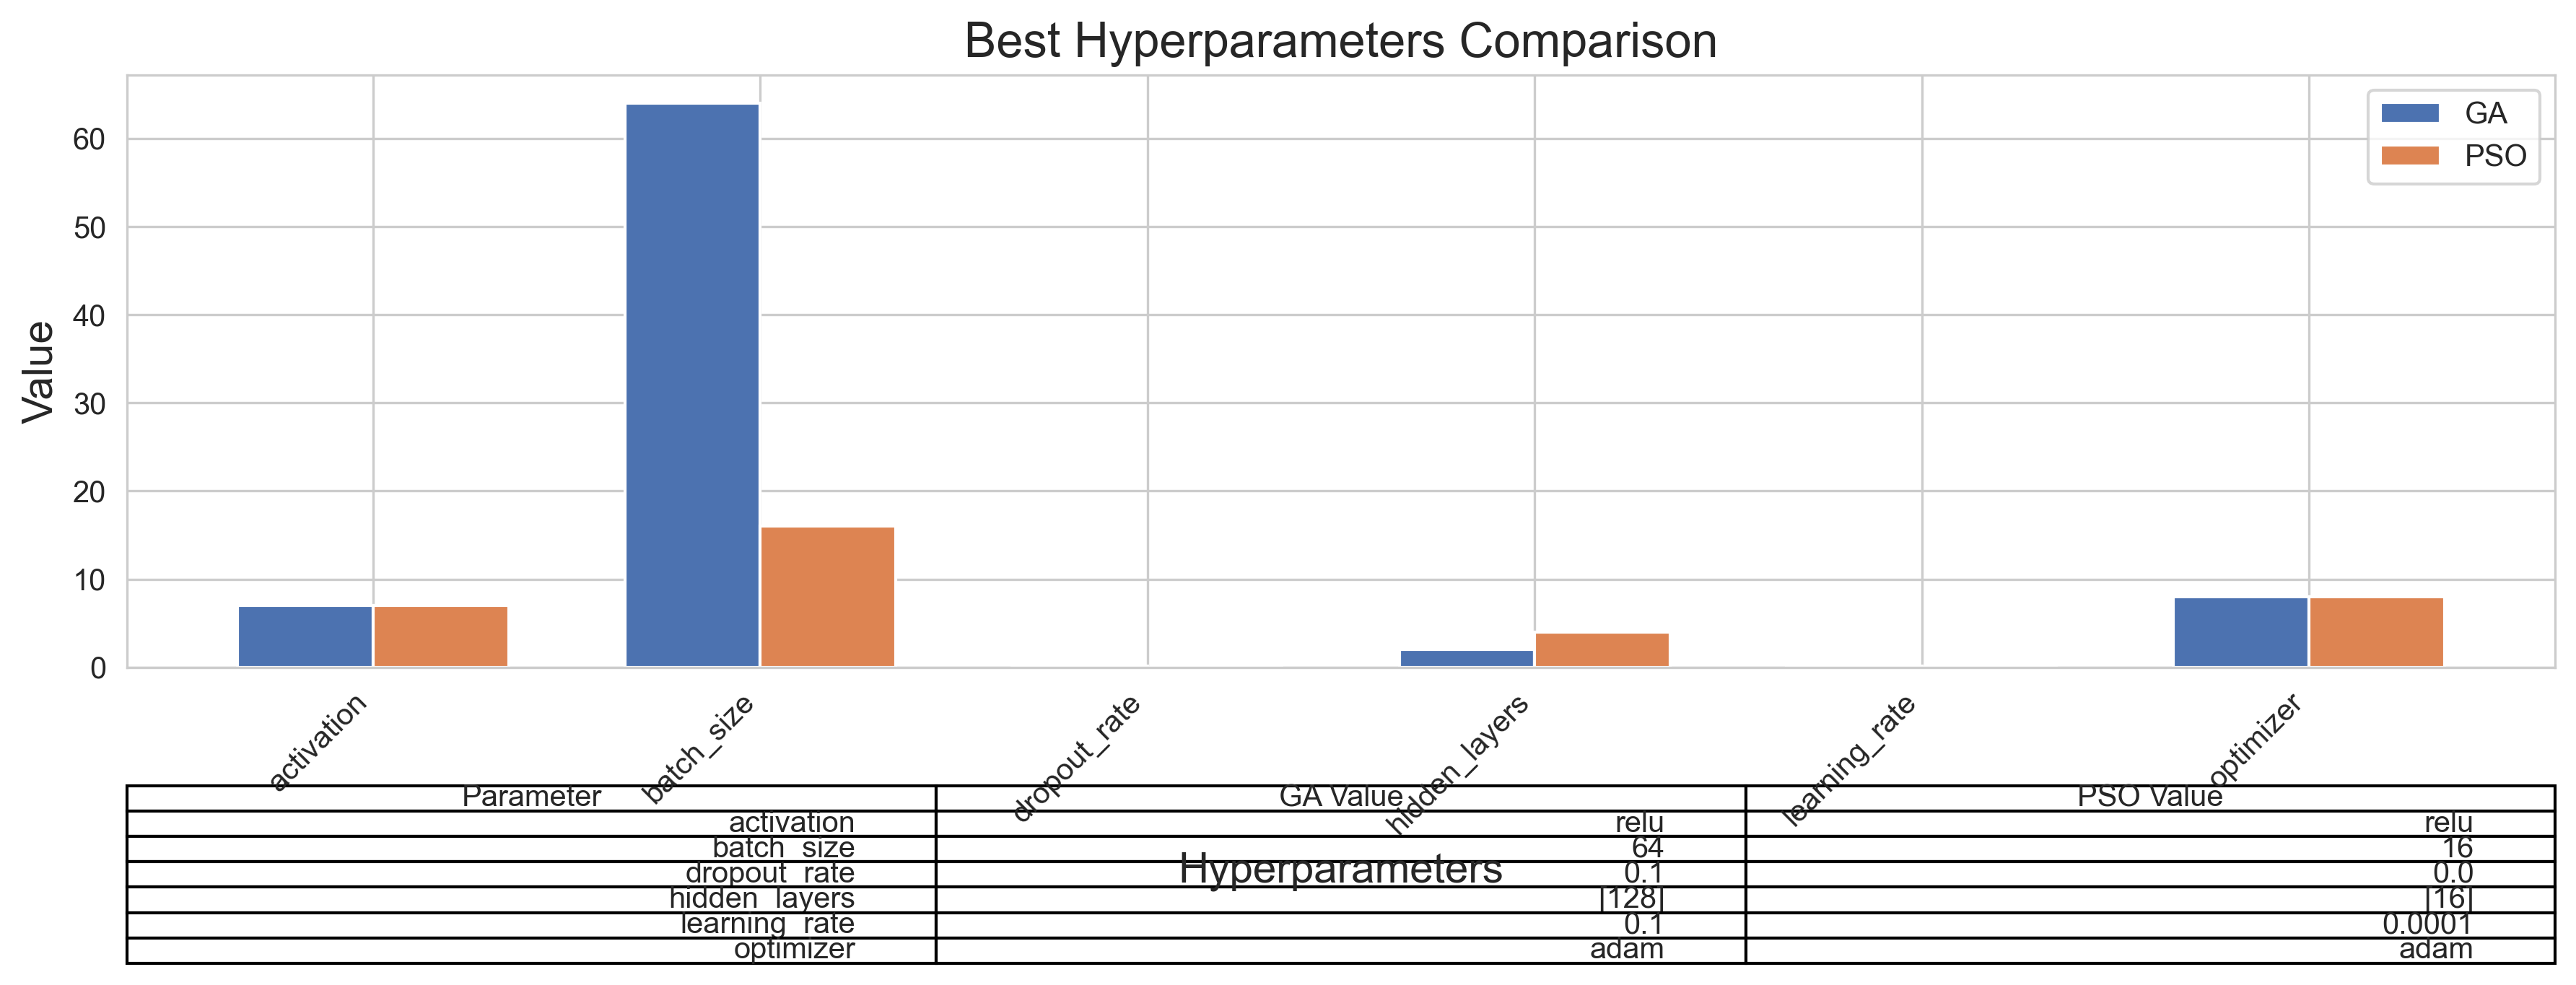 Best Hyperparameters Comparison
GA
PSO
Value
60
50
40
30
20
10
0
activation
batch_size
dropout_rate
hidden_layers
learning_rate
optimizer
Hyperparameters
Parameter GA Value PSO Value
activation relu relu
batch_size 64 16
dropout_rate 0.1 0.0
hidden_layers [128] [16]
learning_rate 0.1 0.0001
optimizer adam adam